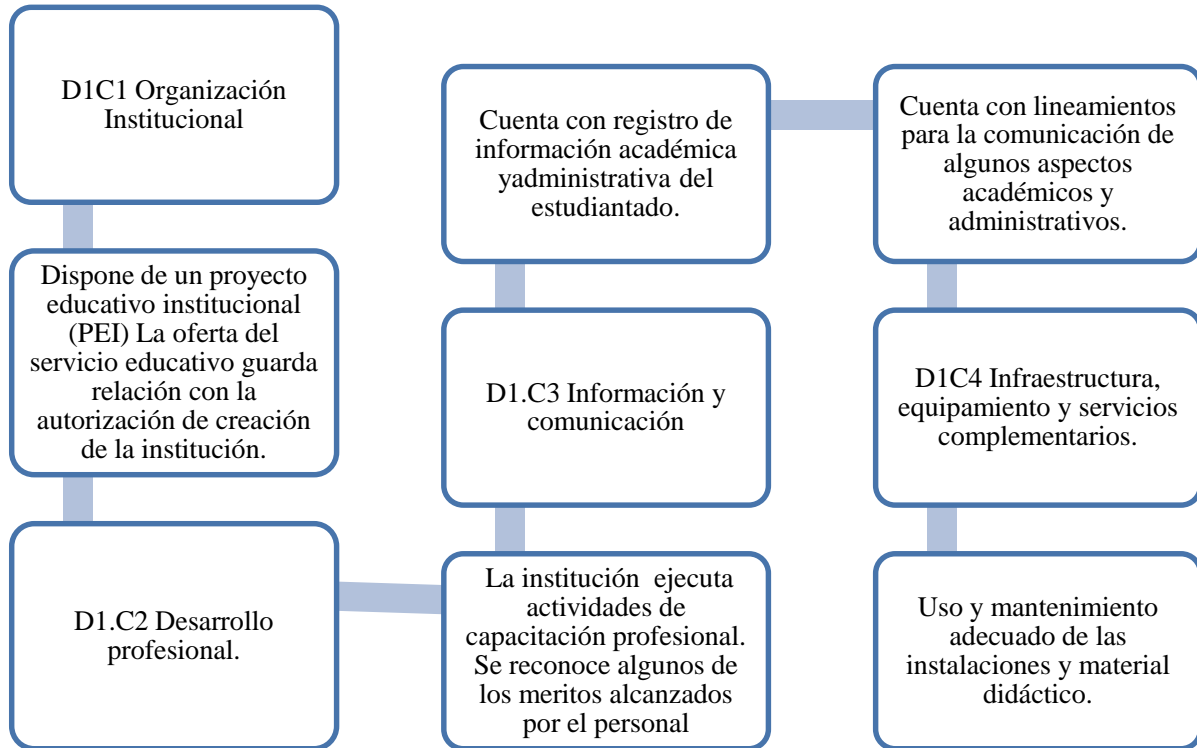 D1C1 Organización
Institucional
Dispone de un proyecto
educativo institucional
(PEI) La oferta del
servicio educativo guarda
relación con la
autorización de creación
de la institución.
D1.C2 Desarrollo
profesional.
La institución  ejecuta
actividades de
capacitación profesional.
Se reconoce algunos de
los meritos alcanzados
por el personal
D1.C3 Información y
comunicación
Cuenta con registro de
información académica
yadministrativa del
estudiantado.
Cuenta con lineamientos
para la comunicación de
algunos aspectos
académicos y
administrativos.
D1C4 Infraestructura,
equipamiento y servicios
complementarios.
Uso y mantenimiento
adecuado de las
instalaciones y material
didáctico.